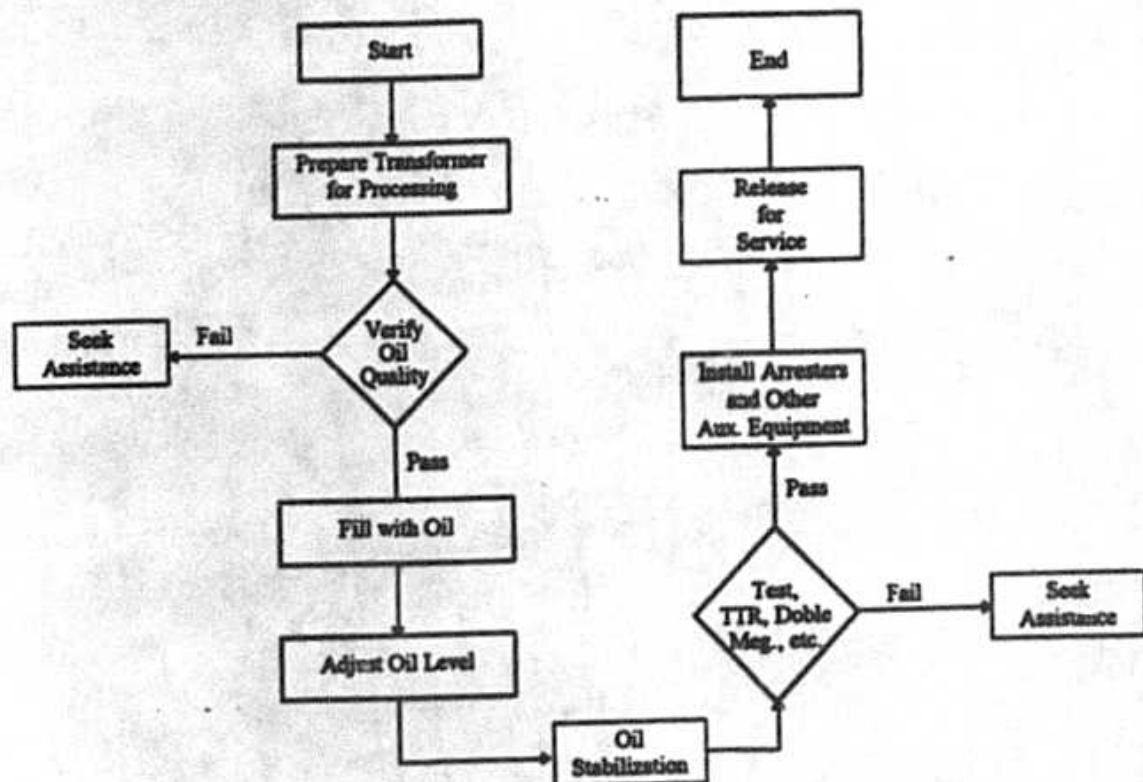 Start
Prepare Transformer
for Processing
Verify
Oil
Quality
Fail
Seek
Assistance
Pass
Fill with Oil
Adjust Oil Level
Oil
Stabilization
Test,
TTR, Doble
Meg., etc.
Fail
Seek
Assistance
Pass
Install Arresters
and Other
Aux. Equipment
Release
for
Service
End